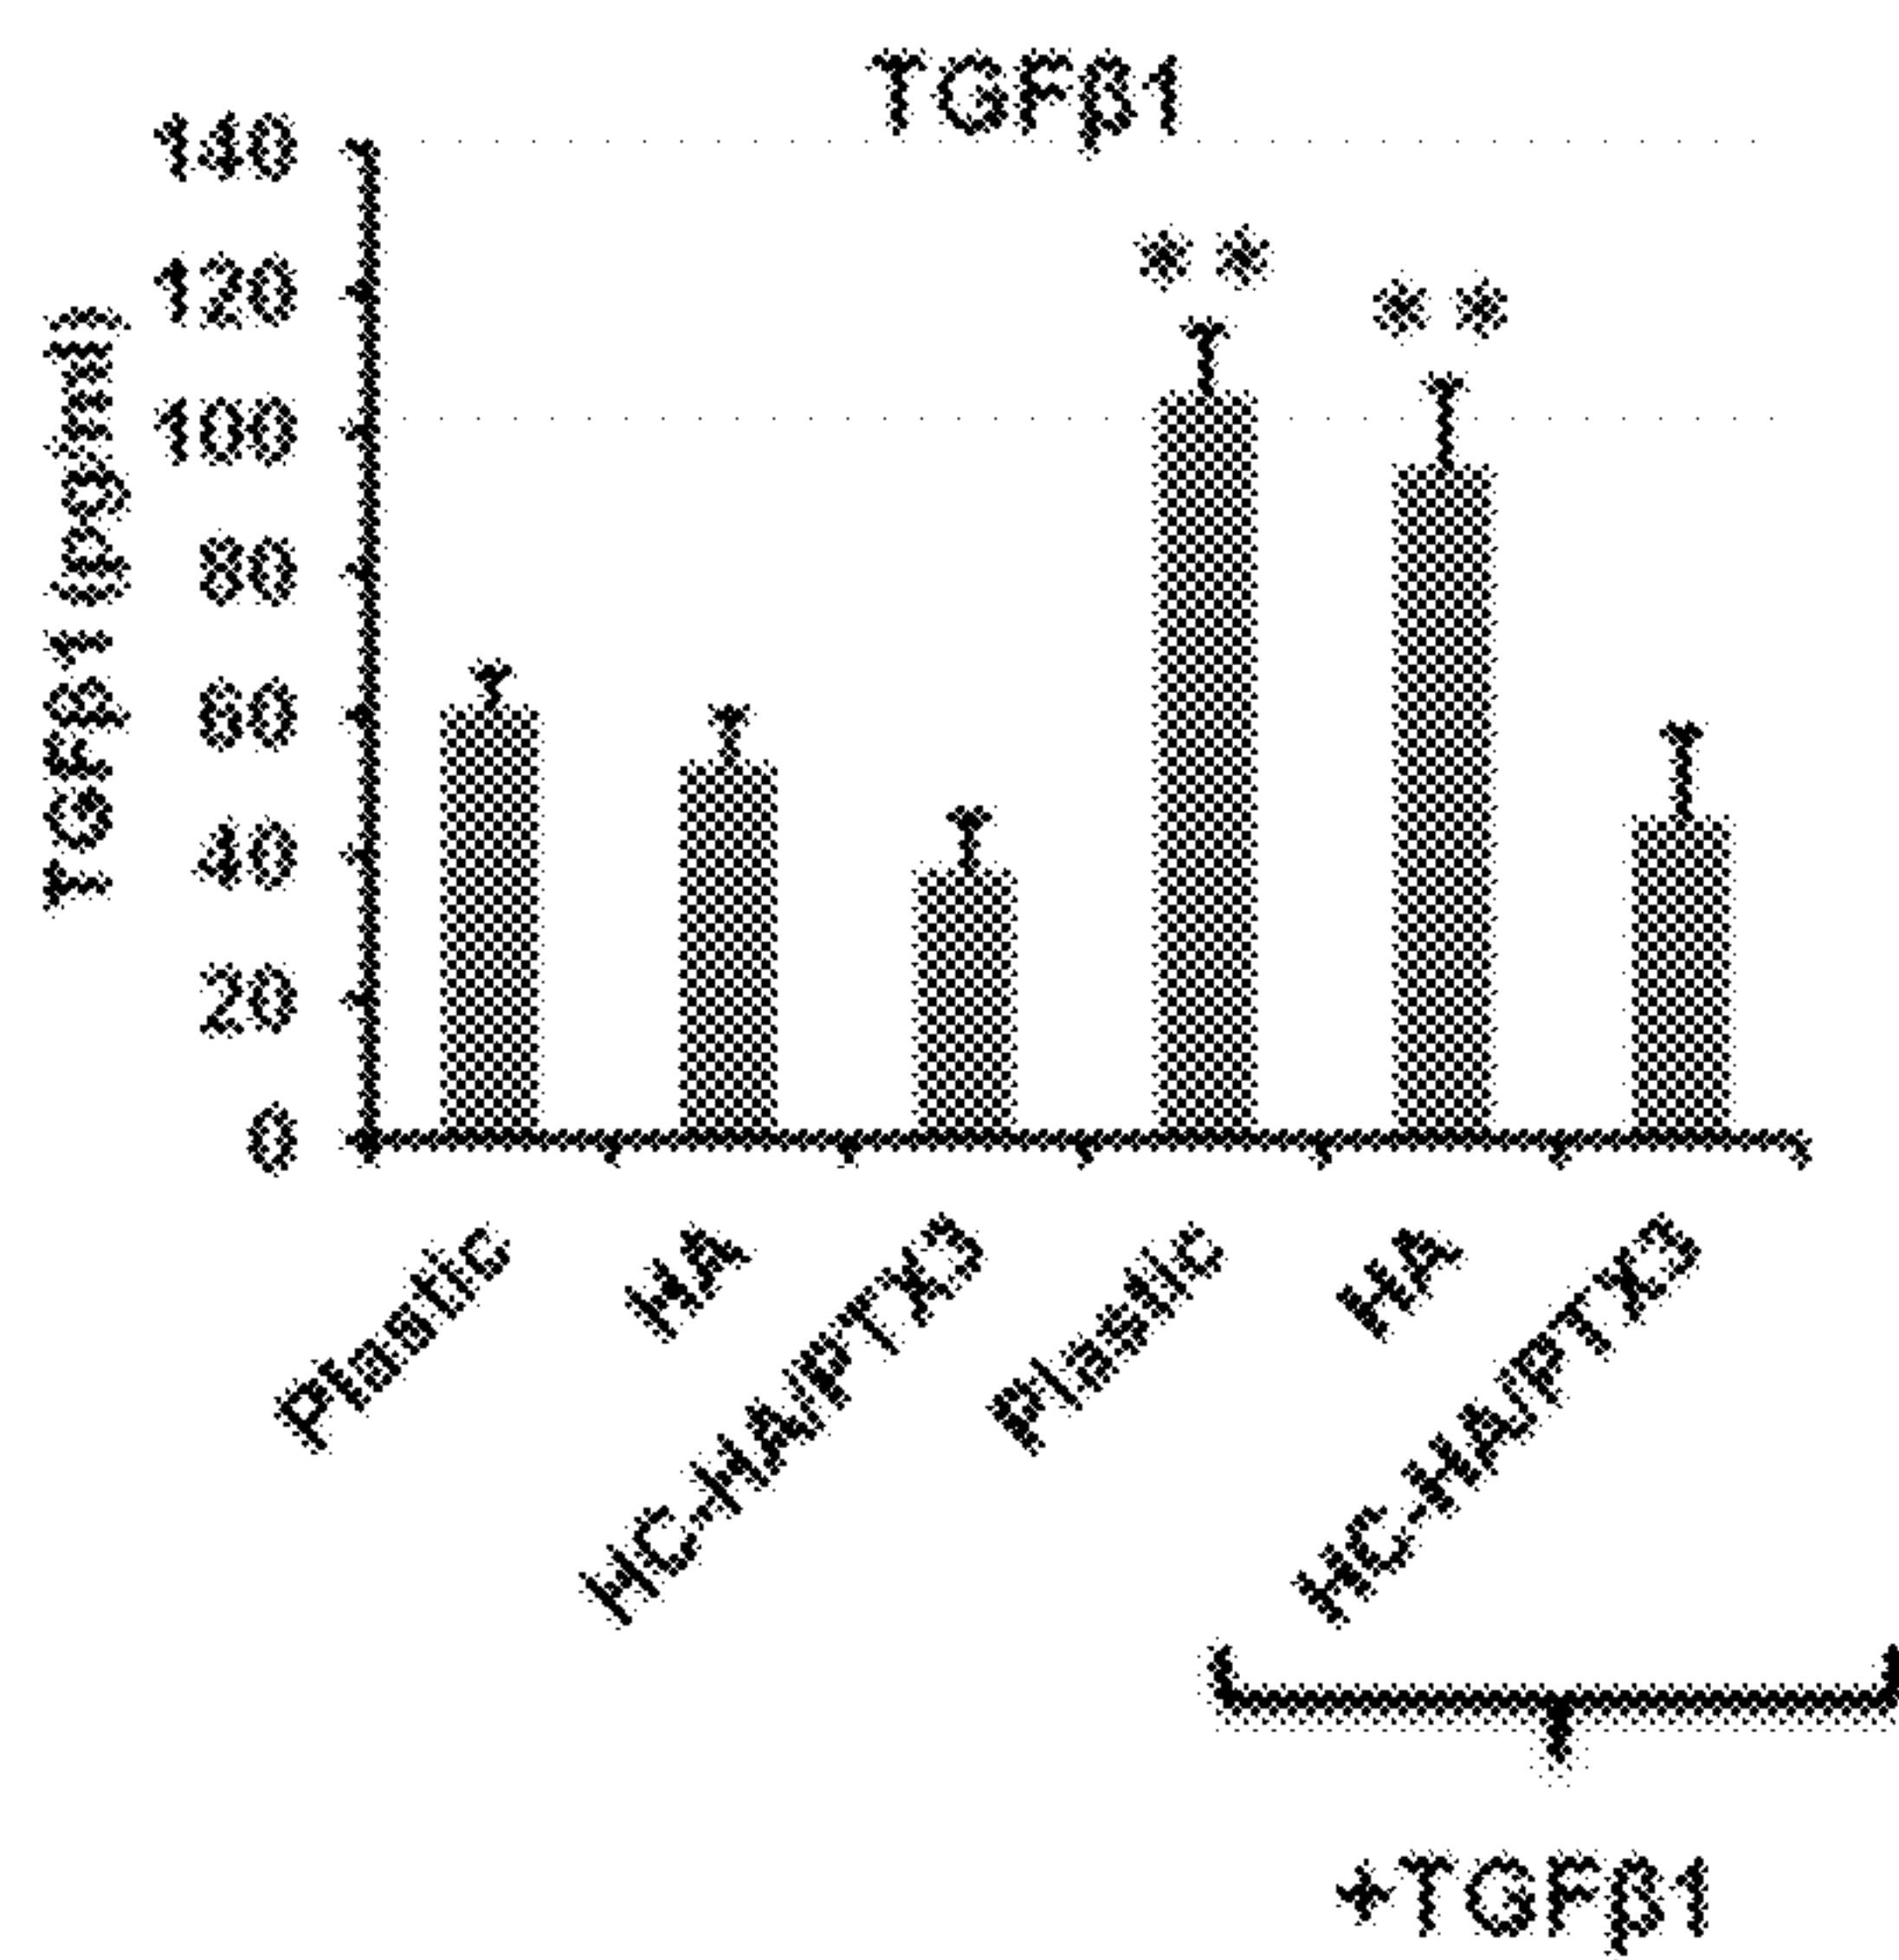 TGFβ1
TGFβ1 (pg/ml)
140
120
100
80
60
40
20
0
Plastic
HA
HC-HA/PTX3
Plastic
HA
HC-HA/PTX3
**
**
+TGFβ1